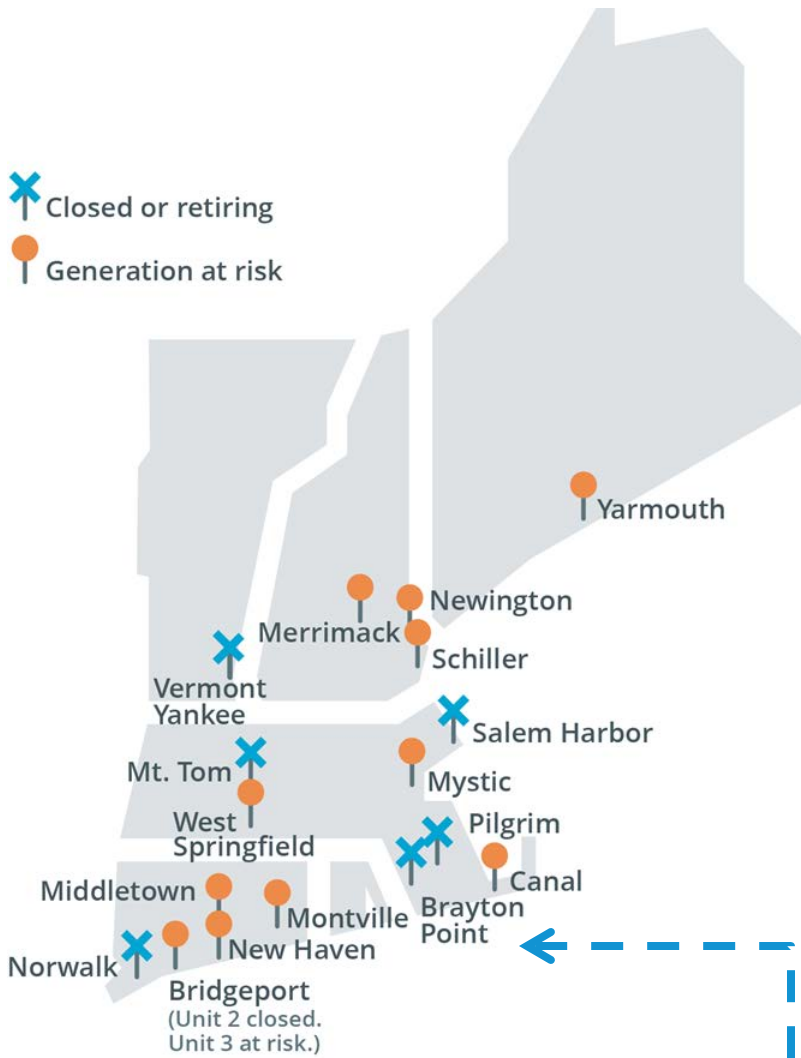 Closed or retiring
Generation at risk
Yarmouth
Newington
Merrimack
Schiller
Vermont
Yankee
Salem Harbor
Mt. Tom
Mystic
West
Springfield
Pilgrim
Canal
Middletown
Montville
Brayton
Point
New Haven
Norwalk
Bridgeport
(Unit 2 closed.
Unit 3 at risk.)